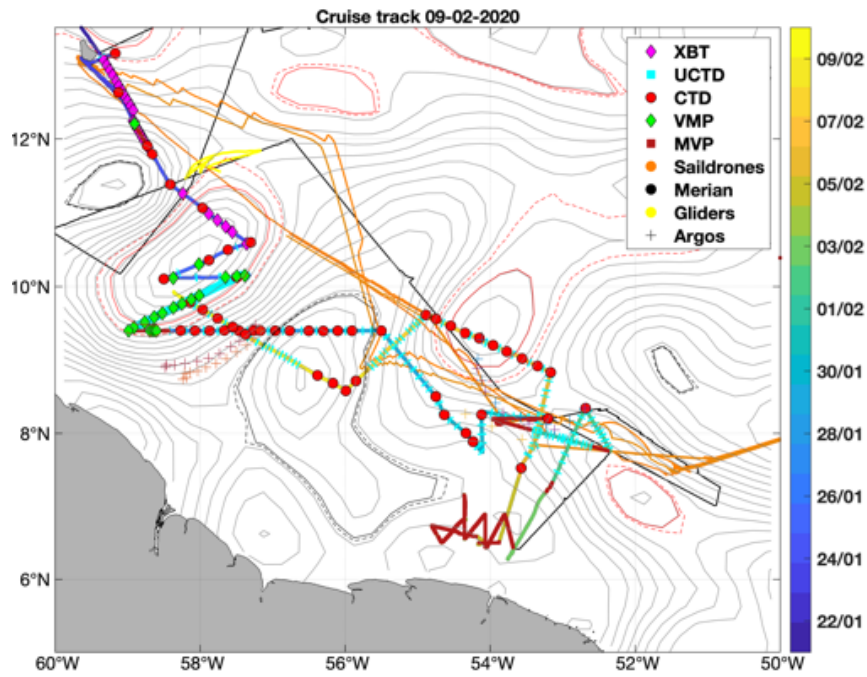 Cruise track 09-02-2020
XBT
UCTD
CTD
VMP
MVP
Saildrones
Merian
Gliders
Argos
12°N
10°N
8°N
6°N
60°W
58°W
56°W
54°W
52°W
50°W
09/02
07/02
05/02
03/02
01/02
30/01
28/01
26/01
24/01
22/01